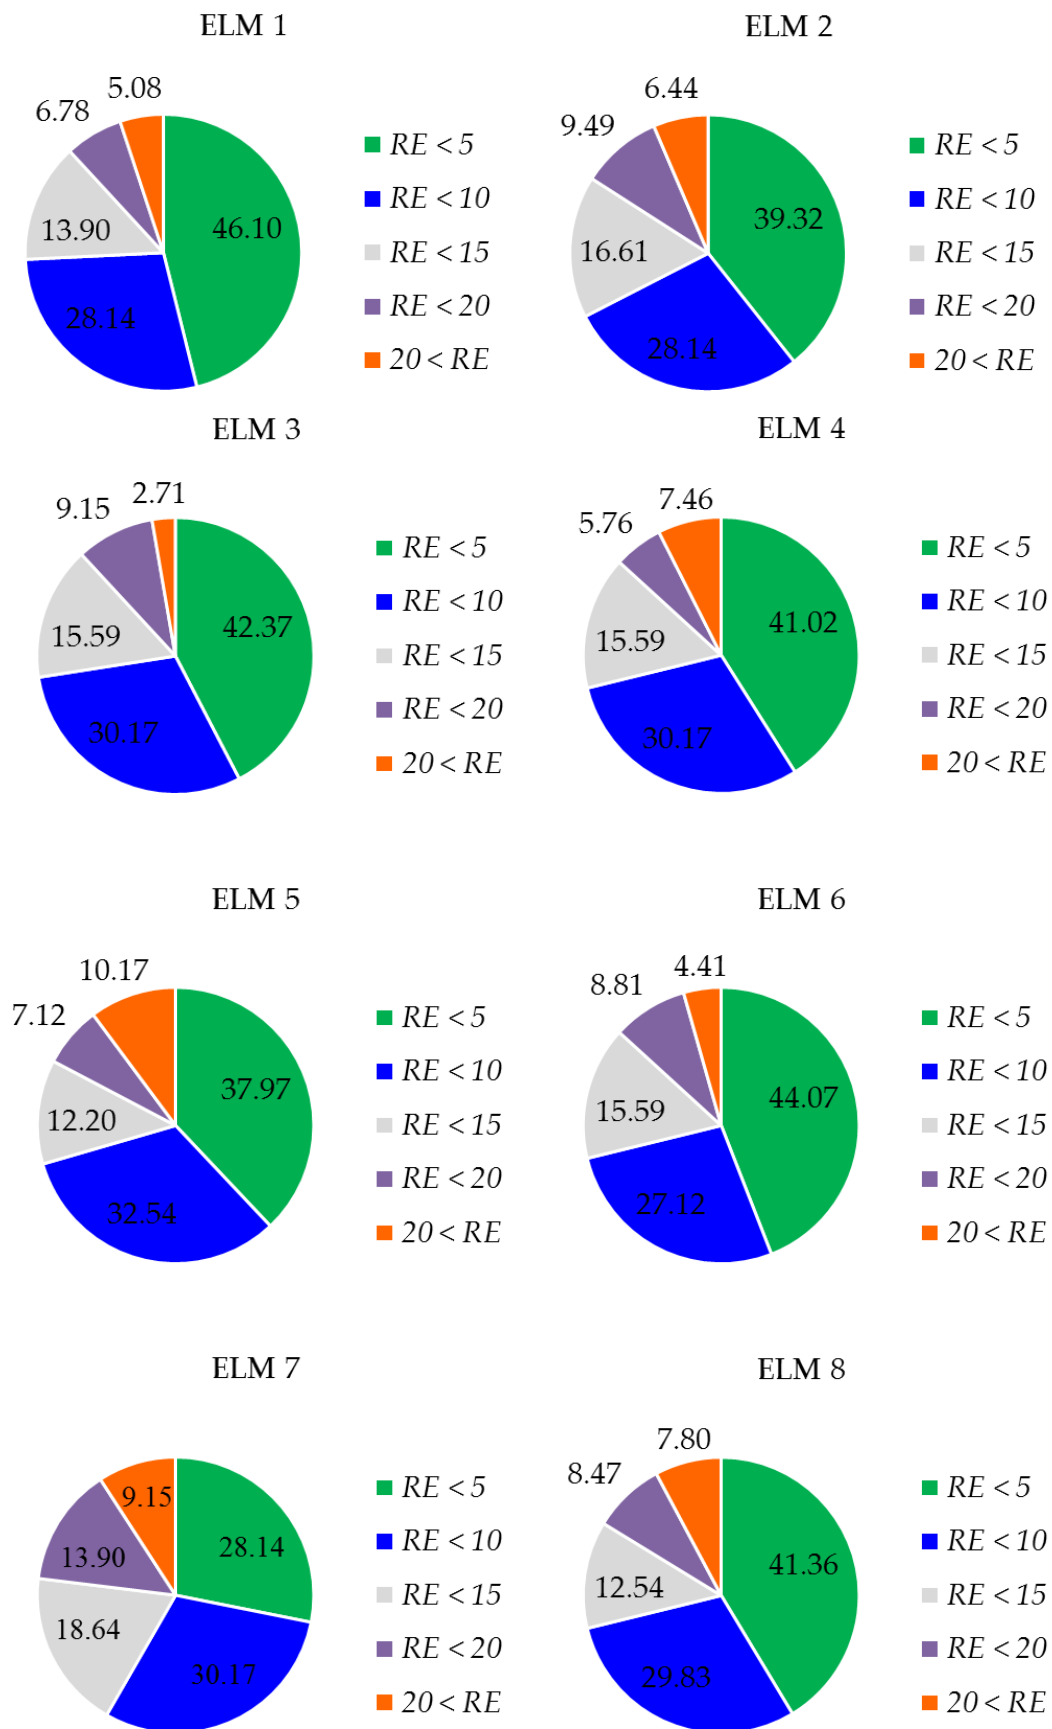 ELM 1
5.08
6.78
13.90
46.10
28.14
RE < 5
RE < 10
RE < 15
RE < 20
20 < RE
ELM 2
6.44
9.49
39.32
16.61
28.14
RE < 5
RE < 10
RE < 15
RE < 20
20 < RE
ELM 3
2.71
9.15
42.37
15.59
30.17
RE < 5
RE < 10
RE < 15
RE < 20
20 < RE
ELM 4
7.46
5.76
41.02
15.59
30.17
RE < 5
RE < 10
RE < 15
RE < 20
20 < RE
ELM 5
10.17
7.12
37.97
12.20
32.54
RE < 5
RE < 10
RE < 15
RE < 20
20 < RE
ELM 6
4.41
8.81
44.07
15.59
27.12
RE < 5
RE < 10
RE < 15
RE < 20
20 < RE
ELM 7
9.15
28.14
13.90
18.64
30.17
RE < 5
RE < 10
RE < 15
RE < 20
20 < RE
ELM 8
7.80
8.47
41.36
12.54
29.83
RE < 5
RE < 10
RE < 15
RE < 20
20 < RE